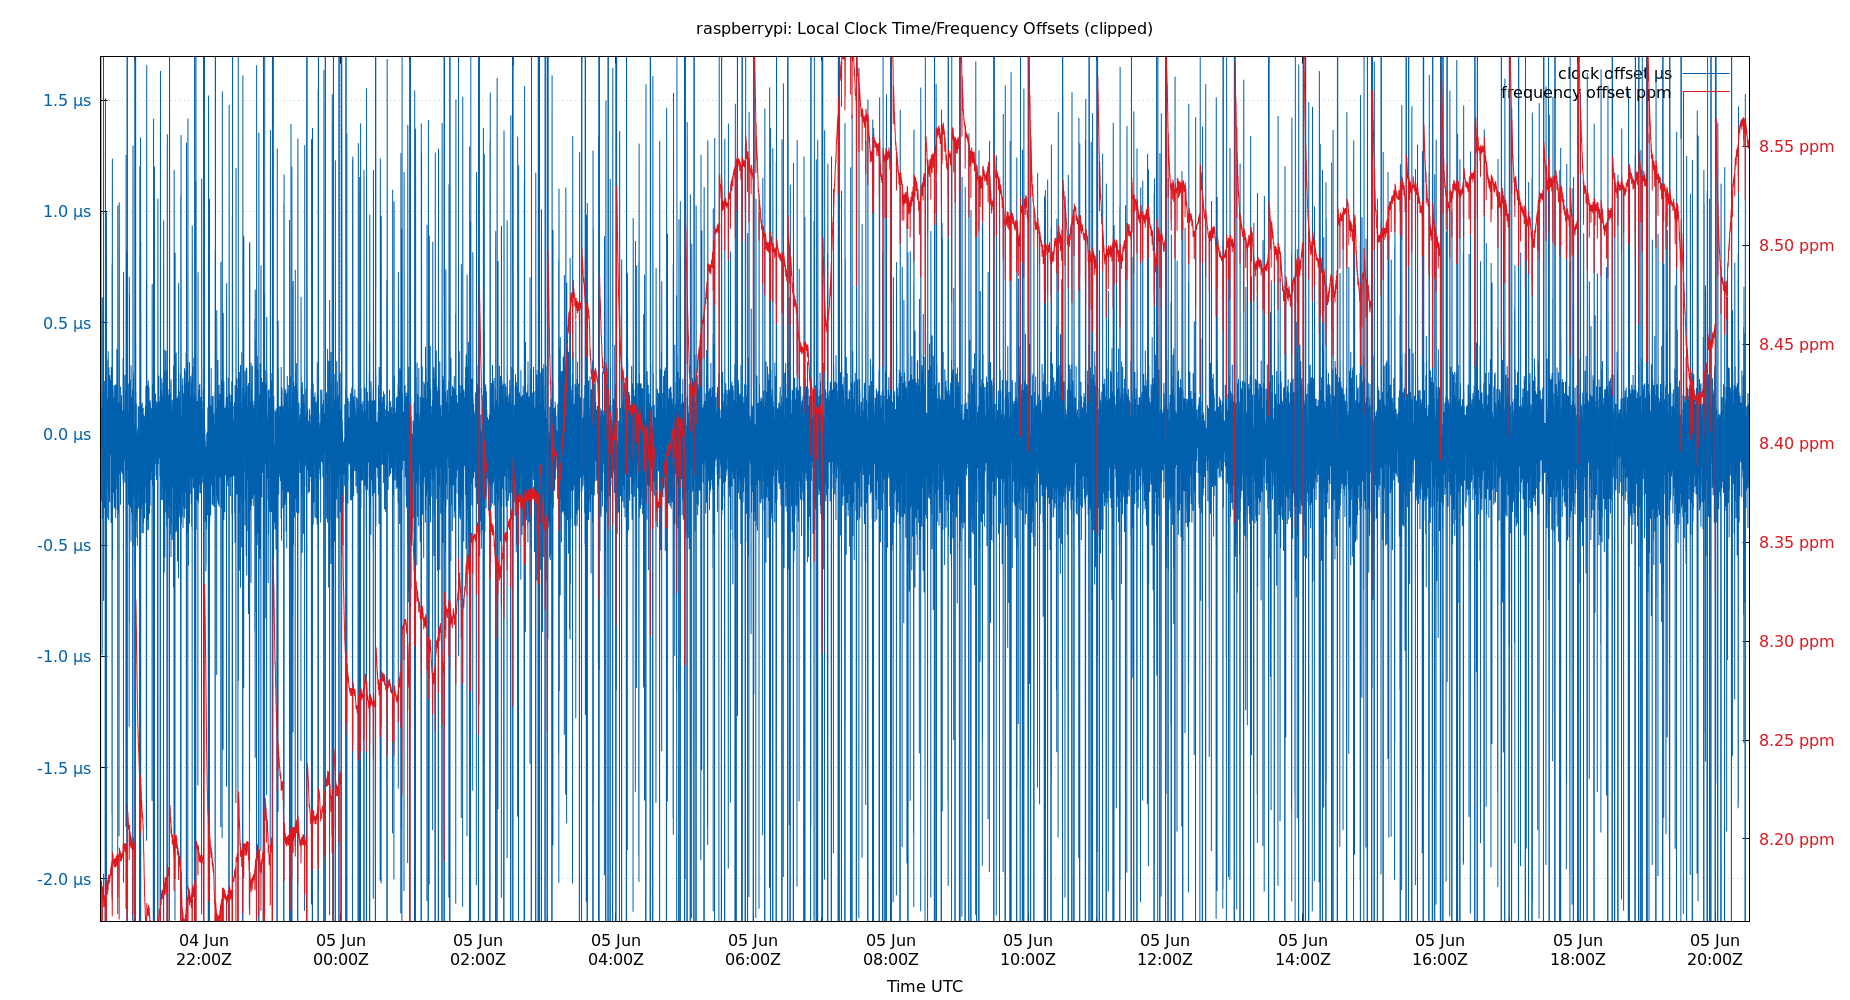 raspberrypi: Local Clock Time/Frequency Offsets (clipped)
clock offset µs
frequency offset ppm
1.5 µs
1.0 µs
0.5 µs
0.0 µs
-0.5 µs
-1.0 µs
-1.5 µs
-2.0 µs
8.55 ppm
8.50 ppm
8.45 ppm
8.40 ppm
8.35 ppm
8.30 ppm
8.25 ppm
8.20 ppm
04 Jun 05 Jun 05 Jun 05 Jun 05 Jun 05 Jun 05 Jun 05 Jun 05 Jun 05 Jun 05 Jun 05 Jun
22:00Z 00:00Z 02:00Z 04:00Z 06:00Z 08:00Z 10:00Z 12:00Z 14:00Z 16:00Z 18:00Z 20:00Z
Time UTC